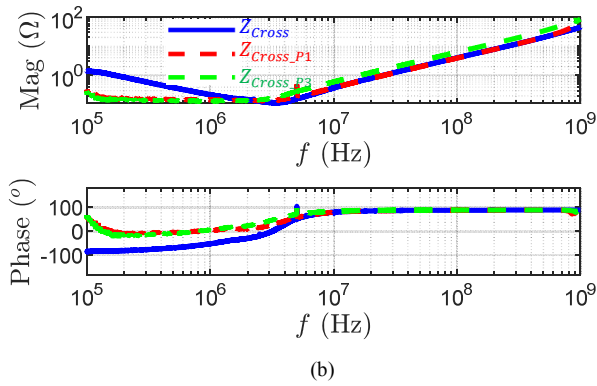 10^2
10^0
Mag (Ω)
Z_Cross
Z_Cross_P1
Z_Cross_P3
10^5 10^6 10^7 10^8 10^9
f (Hz)
100
0
-100
Phase (^o)
10^5 10^6 10^7 10^8 10^9
f (Hz)
(b)